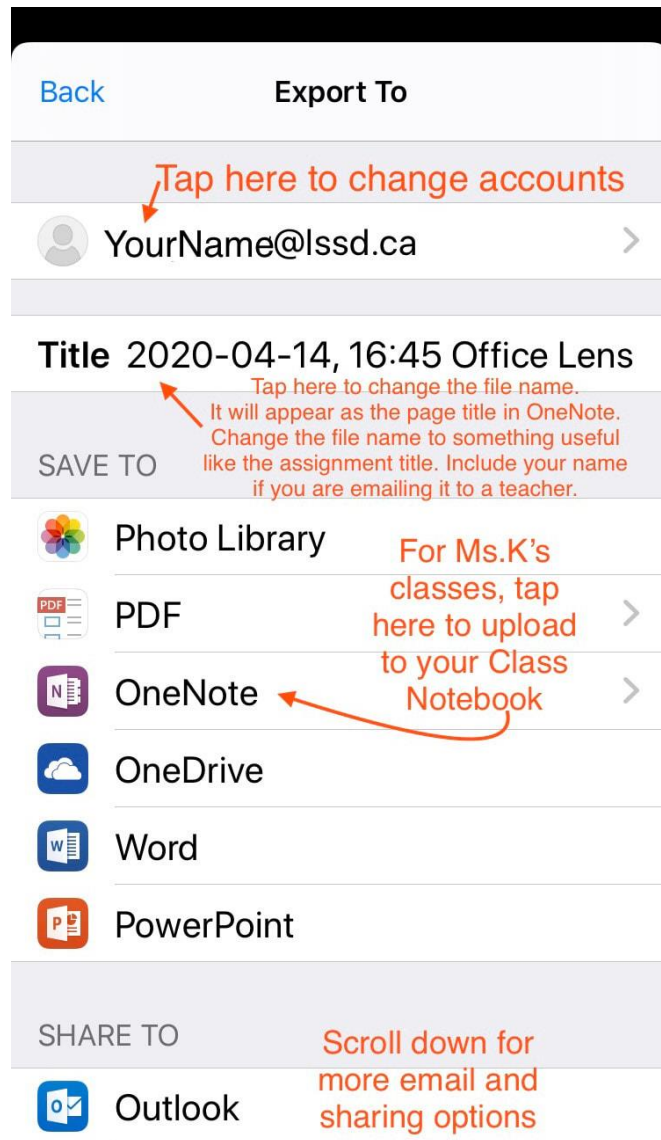 Back Export To
Tap here to change accounts
YourName@lssd.ca
Title 2020-04-14, 16:45 Office Lens
Tap here to change the file name.
It will appear as the page title in OneNote.
Change the file name to something useful
like the assignment title. Include your name
if you are emailing it to a teacher.
SAVE TO
Photo Library
For Ms.K's
classes, tap
here to upload
to your Class
Notebook
PDF
PDF
N
OneNote
OneDrive
W
Word
P
PowerPoint
SHARE TO
Scroll down for
more email and
sharing options
o
Outlook